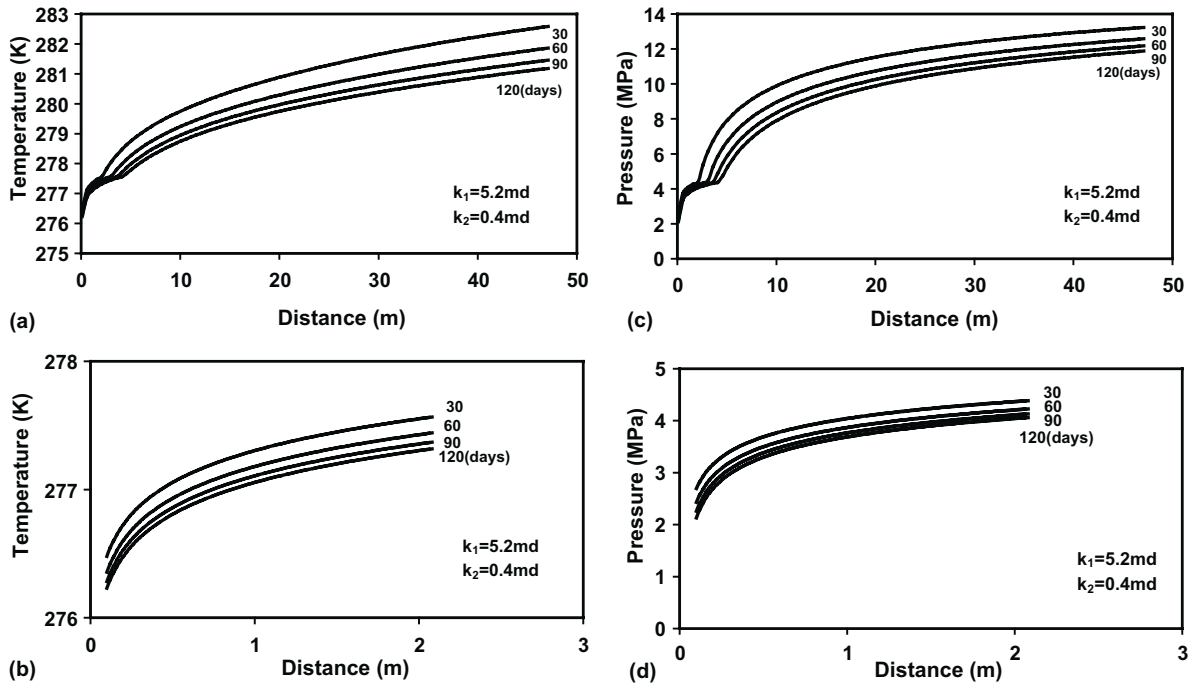 283
282
281
280
279
278
277
276
275
Temperature (K)
30
60
90
120(days)
k₁=5.2md
k₂=0.4md
0 10 20 30 40 50
Distance (m)
(a)
14
12
10
8
6
4
2
0
Pressure (MPa)
30
60
90
120(days)
k₁=5.2md
k₂=0.4md
0 10 20 30 40 50
Distance (m)
(c)
278
277
276
Temperature (K)
30
60
90
120(days)
k₁=5.2md
k₂=0.4md
0 1 2 3
Distance (m)
(b)
5
4
3
2
1
0
Pressure (MPa)
30
60
90
120(days)
k₁=5.2md
k₂=0.4md
0 1 2 3
Distance (m)
(d)